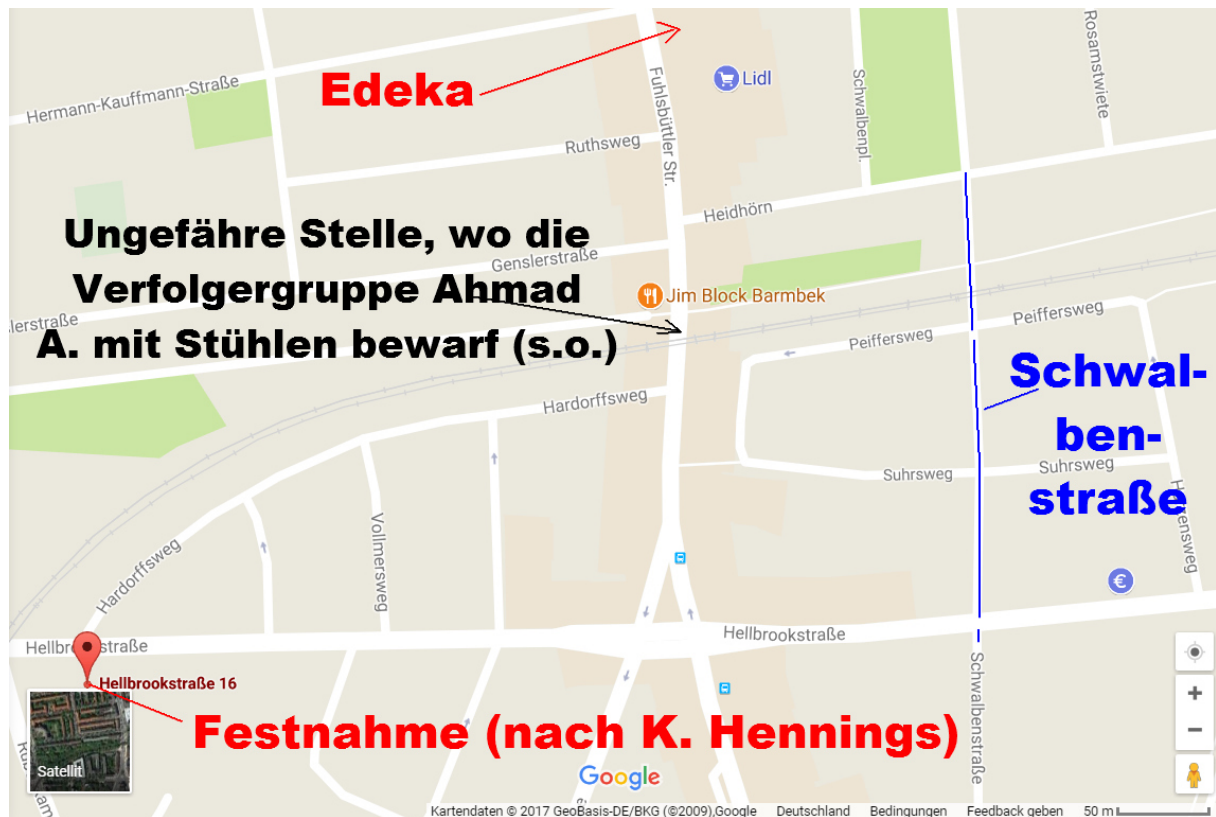 Edeka
Lidl
Rosamstwiete
Hermann-Kauffmann-Straße
Fuhlsbüttler Str.
Schwalbenpl.
Ruthsweg
Heidhörn
Ungefähre Stelle, wo die
Genslerstraße
Verfolgergruppe Ahmad
Jim Block Barmbek
A. mit Stühlen bewarf (s.o.)
slerstraße
Peiffersweg
Peiffersweg
Schwal-
ben-
straße
Hardorffsweg
Suhrsweg
Suhrsweg
Vollmersweg
Hardorffsweg
Hellbrookstraße
Hellbrookstraße
Hellbrookstraße 16
Schwalbenstraße
Festnahme (nach K. Hennings)
Satellit
Google
Kartendaten © 2017 GeoBasis-DE/BKG (©2009),Google Deutschland Bedingungen Feedback geben 50 m